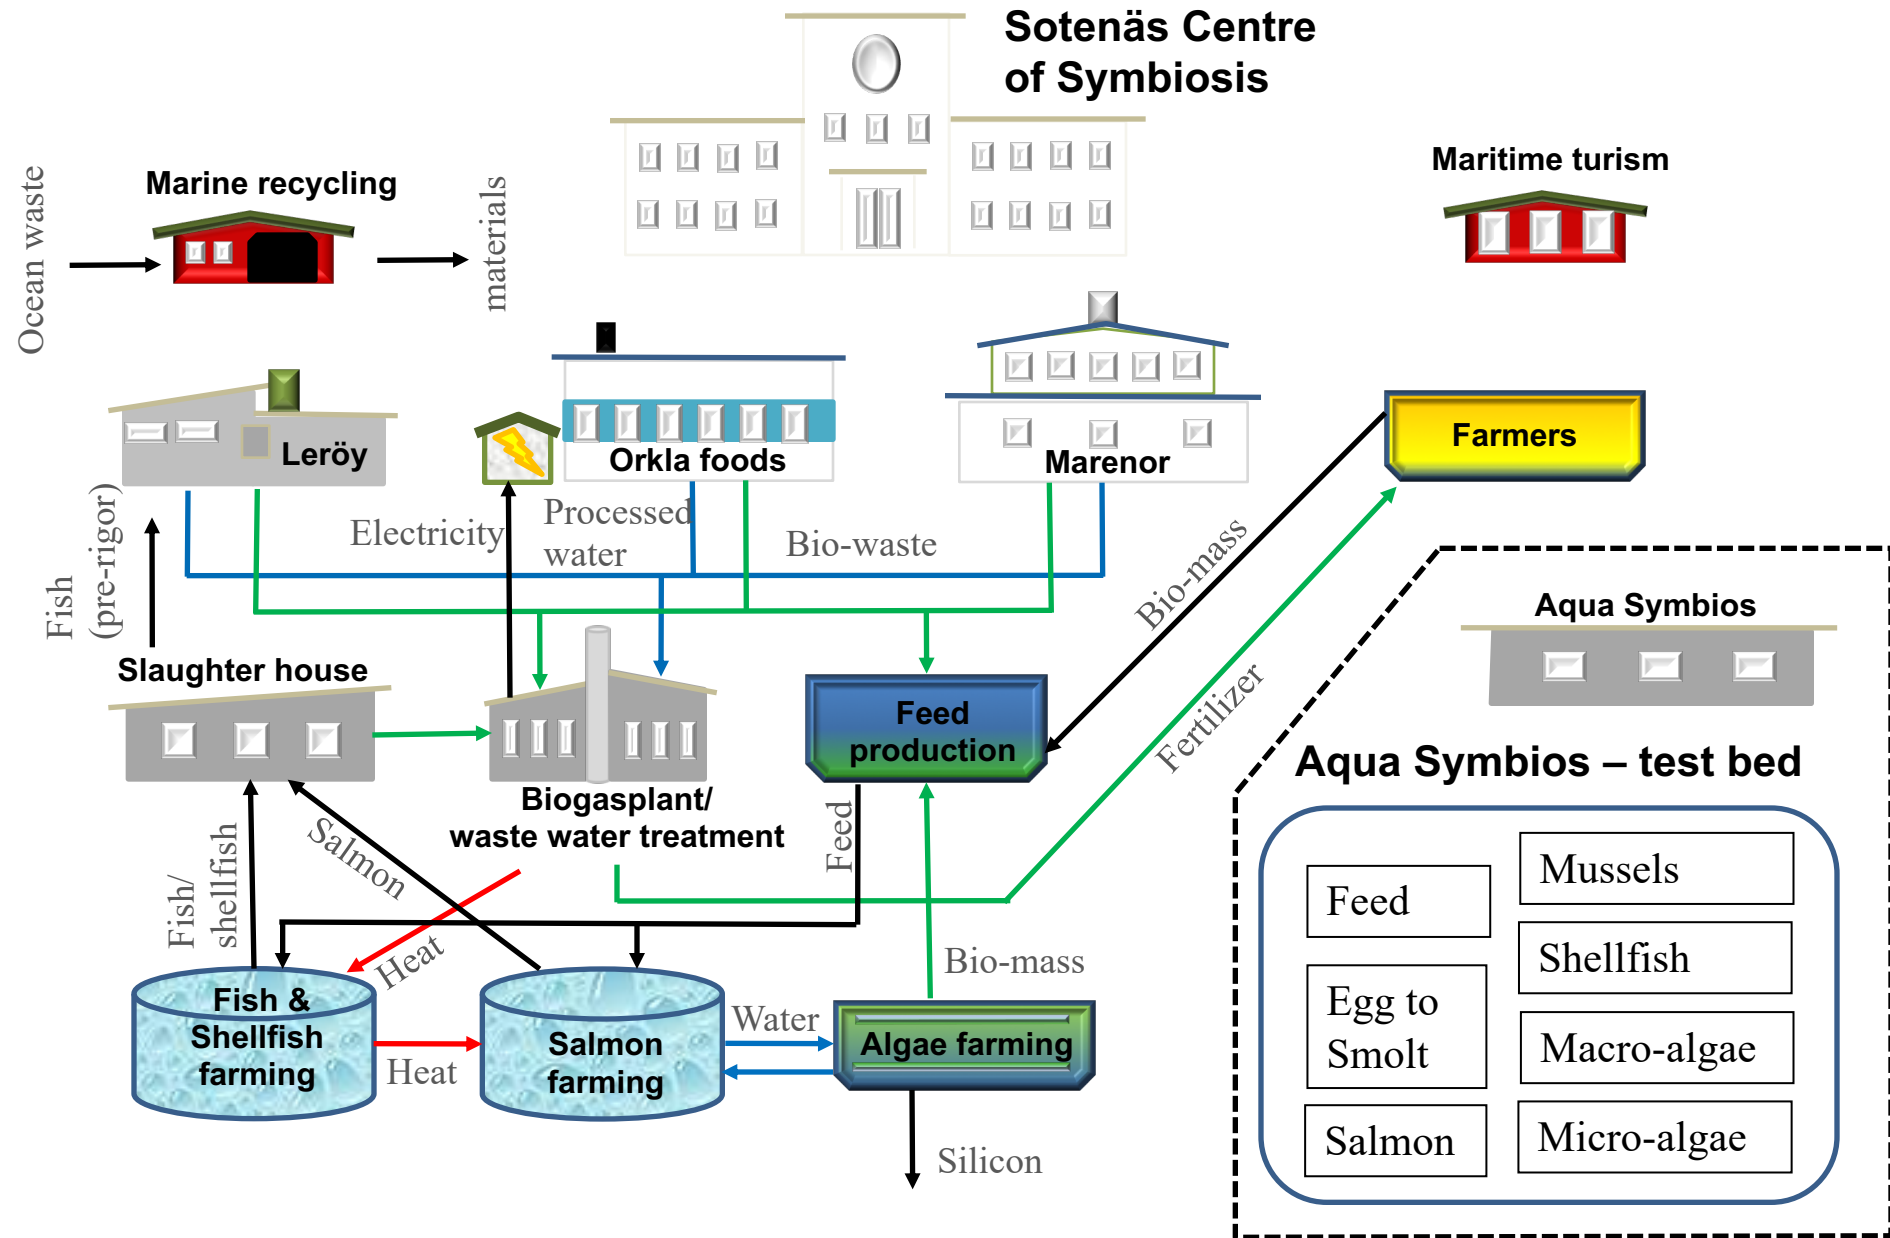 Sotenäs Centre
of Symbiosis
Maritime turism
Marine recycling
Ocean waste
materials
Leröy
Orkla foods
Marenor
Farmers
Electricity
Processed
water
Bio-waste
Fish
(pre-rigor)
Bio-mass
Fertilizer
Slaughter house
Biogasplant/
waste water treatment
Feed
production
Feed
Fish/
shellfish
Salmon
Heat
Fish &
Shellfish
farming
Heat
Salmon
farming
Water
Algae farming
Bio-mass
Silicon
Aqua Symbios
Aqua Symbios – test bed
Feed
Egg to
Smolt
Salmon
Mussels
Shellfish
Macro-algae
Micro-algae